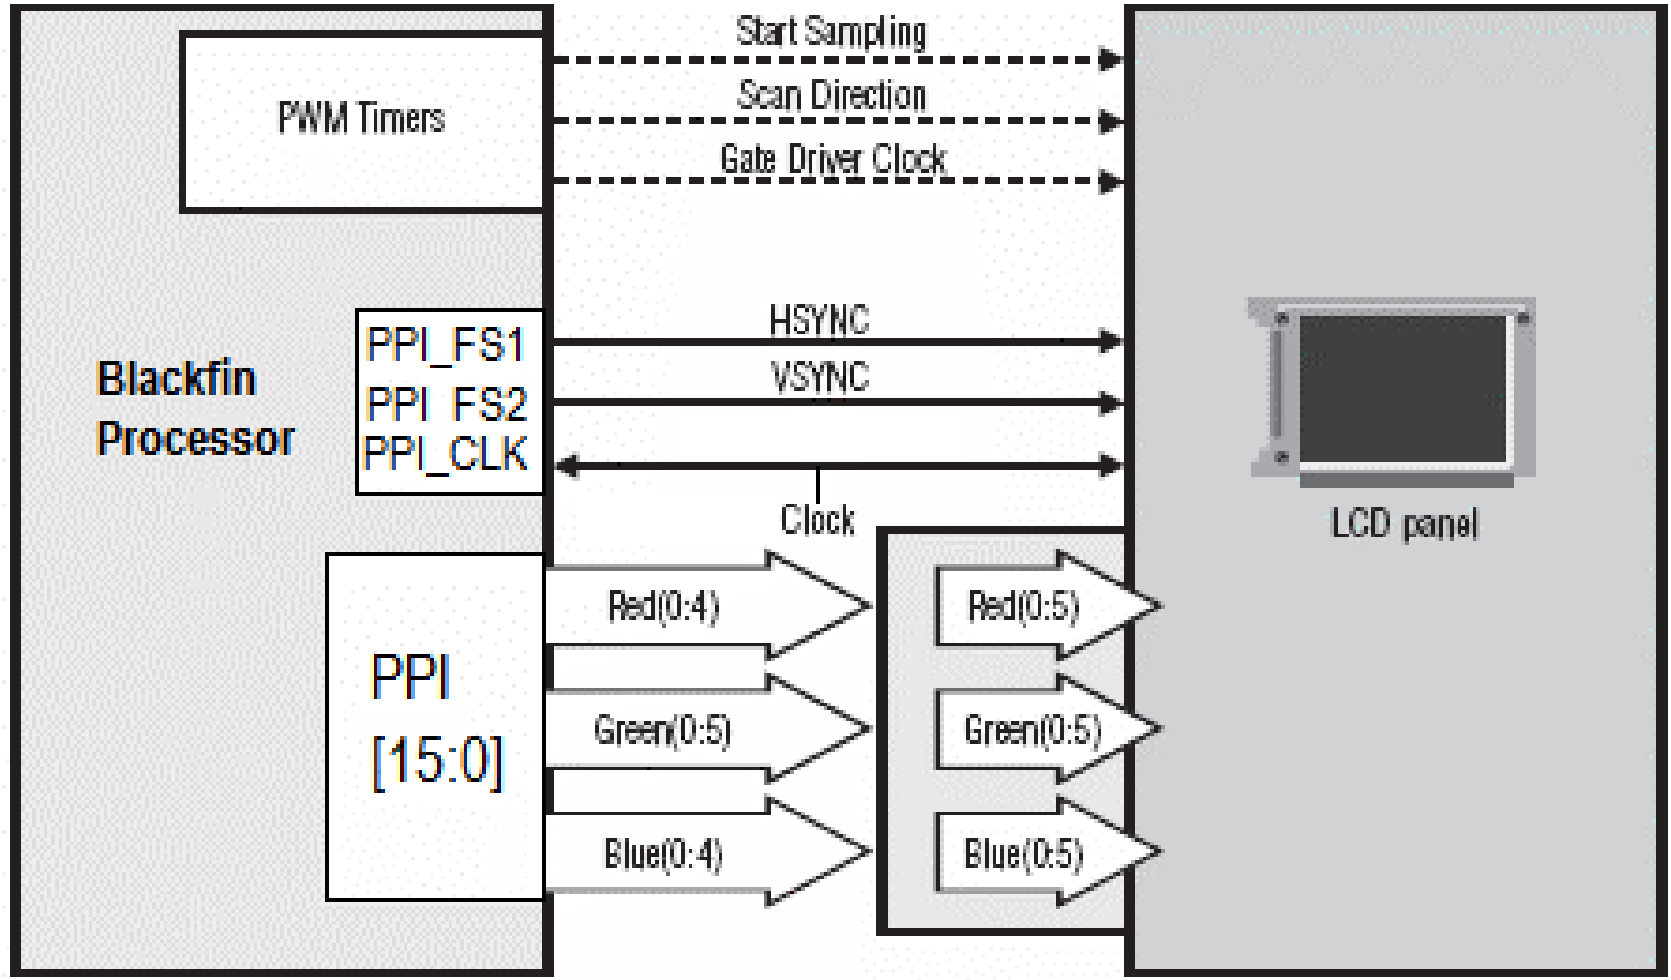 Start Sampling
Scan Direction
PWM Timers
Gate Driver Clock
Blackfin
Processor
PPI_FS1
PPI FS2
PPI_CLK
HSYNC
VSYNC
Clock
LCD panel
PPI
[15:0]
Red(0:4)
Red(0:5)
Green(0:5)
Green(0:5)
Blue(0:4)
Blue(0:5)